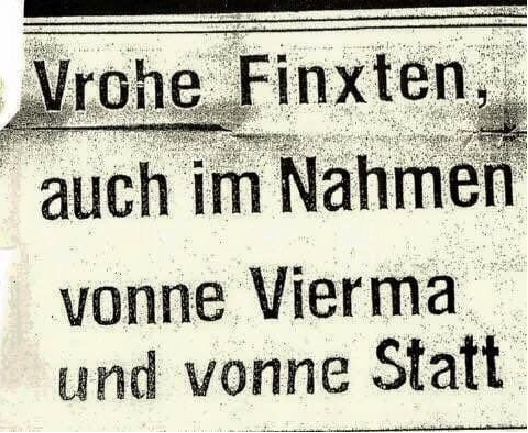 Vrohe Finxten,
auch im Nahmen
vonne Vierma
und vonne Statt